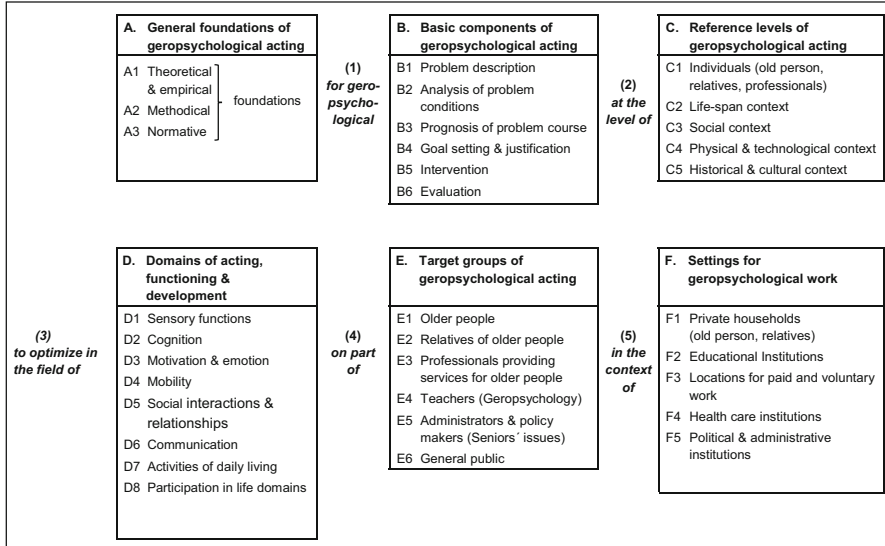 A. General foundations of
geropsychological acting
A1 Theoretical
& empirical
A2 Methodical
A3 Normative
foundations
(1)
for gero-
psycho-
logical
B. Basic components of
geropsychological acting
B1 Problem description
B2 Analysis of problem
conditions
B3 Prognosis of problem course
B4 Goal setting & justification
B5 Intervention
B6 Evaluation
(2)
at the
level of
C. Reference levels of
geropsychological acting
C1 Individuals (old person,
relatives, professionals)
C2 Life-span context
C3 Social context
C4 Physical & technological context
C5 Historical & cultural context
(3)
to optimize in
the field of
D. Domains of acting,
functioning &
development
D1 Sensory functions
D2 Cognition
D3 Motivation & emotion
D4 Mobility
D5 Social interactions &
relationships
D6 Communication
D7 Activities of daily living
D8 Participation in life domains
(4)
on part
of
E. Target groups of
geropsychological acting
E1 Older people
E2 Relatives of older people
E3 Professionals providing
services for older people
E4 Teachers (Geropsychology)
E5 Administrators & policy
makers (Seniors´ issues)
E6 General public
(5)
in the
context
of
F. Settings for
geropsychological work
F1 Private households
(old person, relatives)
F2 Educational Institutions
F3 Locations for paid and voluntary
work
F4 Health care institutions
F5 Political & administrative
institutions